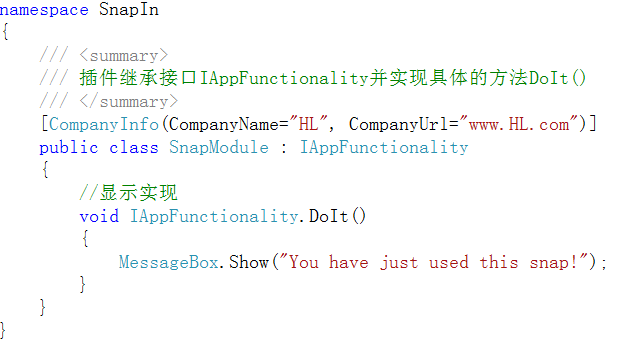 namespace SnapIn
{
/// <summary>
/// 插件继承接口IAppFunctionality并实现具体的方法DoIt()
/// </summary>
[CompanyInfo(CompanyName="HL", CompanyUrl="www.HL.com")]
public class SnapModule : IAppFunctionality
{
//显示实现
void IAppFunctionality.DoIt()
{
MessageBox.Show("You have just used this snap!");
}
}
}